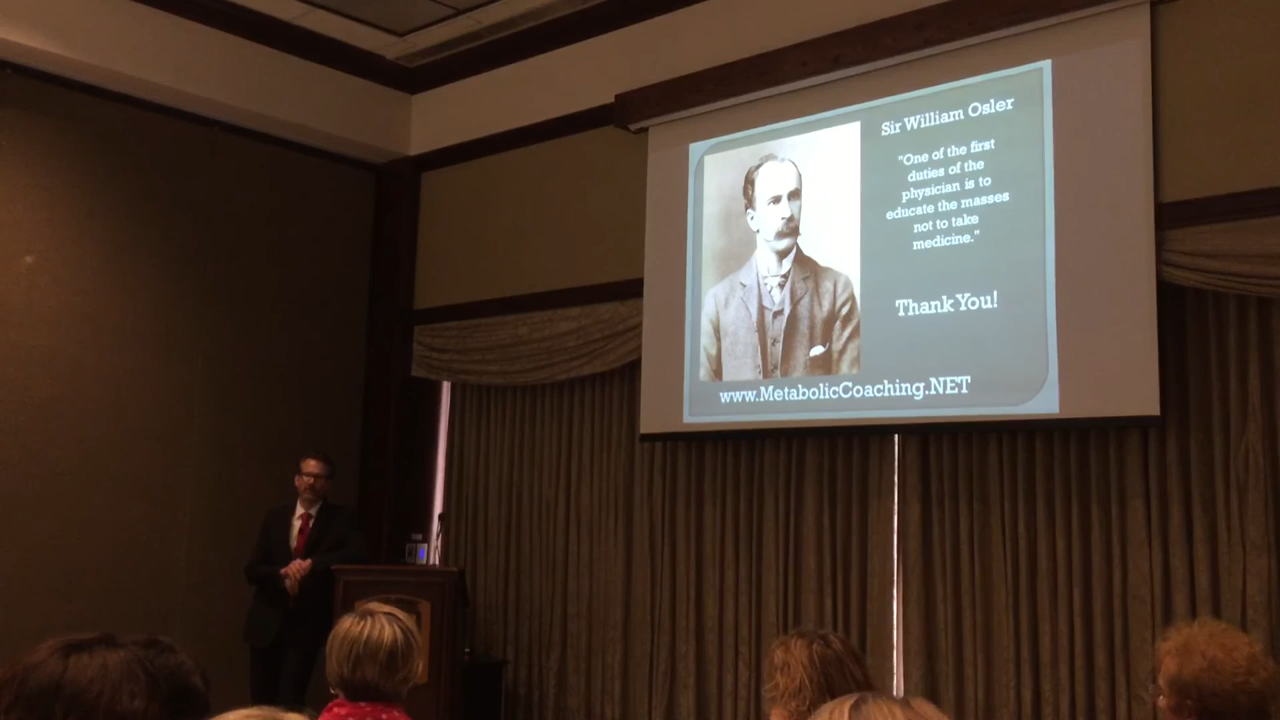 Sir William Osler
"One of the first
duties of the
physician is to
educate the masses
not to take
medicine."
Thank You!
www.MetabolicCoaching.NET